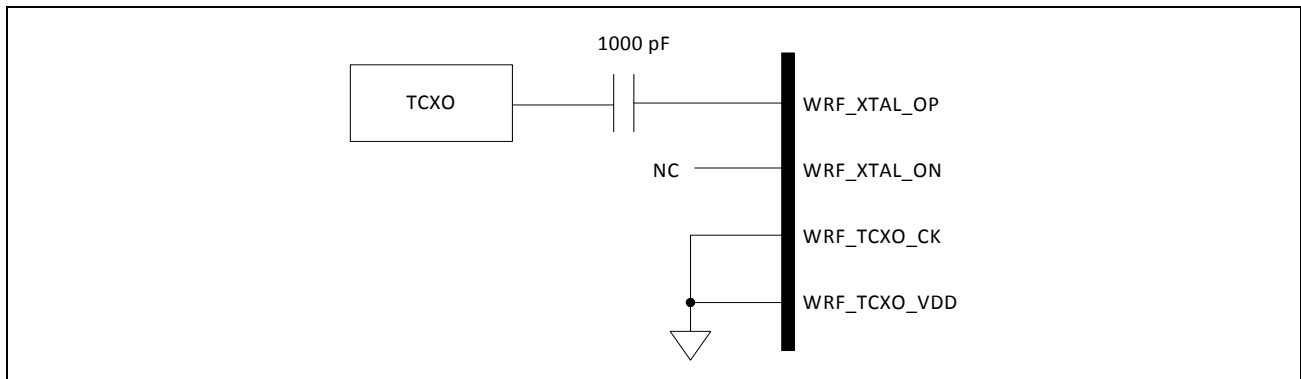 1000 pF
TCXO
WRF_XTAL_OP
NC
WRF_XTAL_ON
WRF_TCXO_CK
WRF_TCXO_VDD